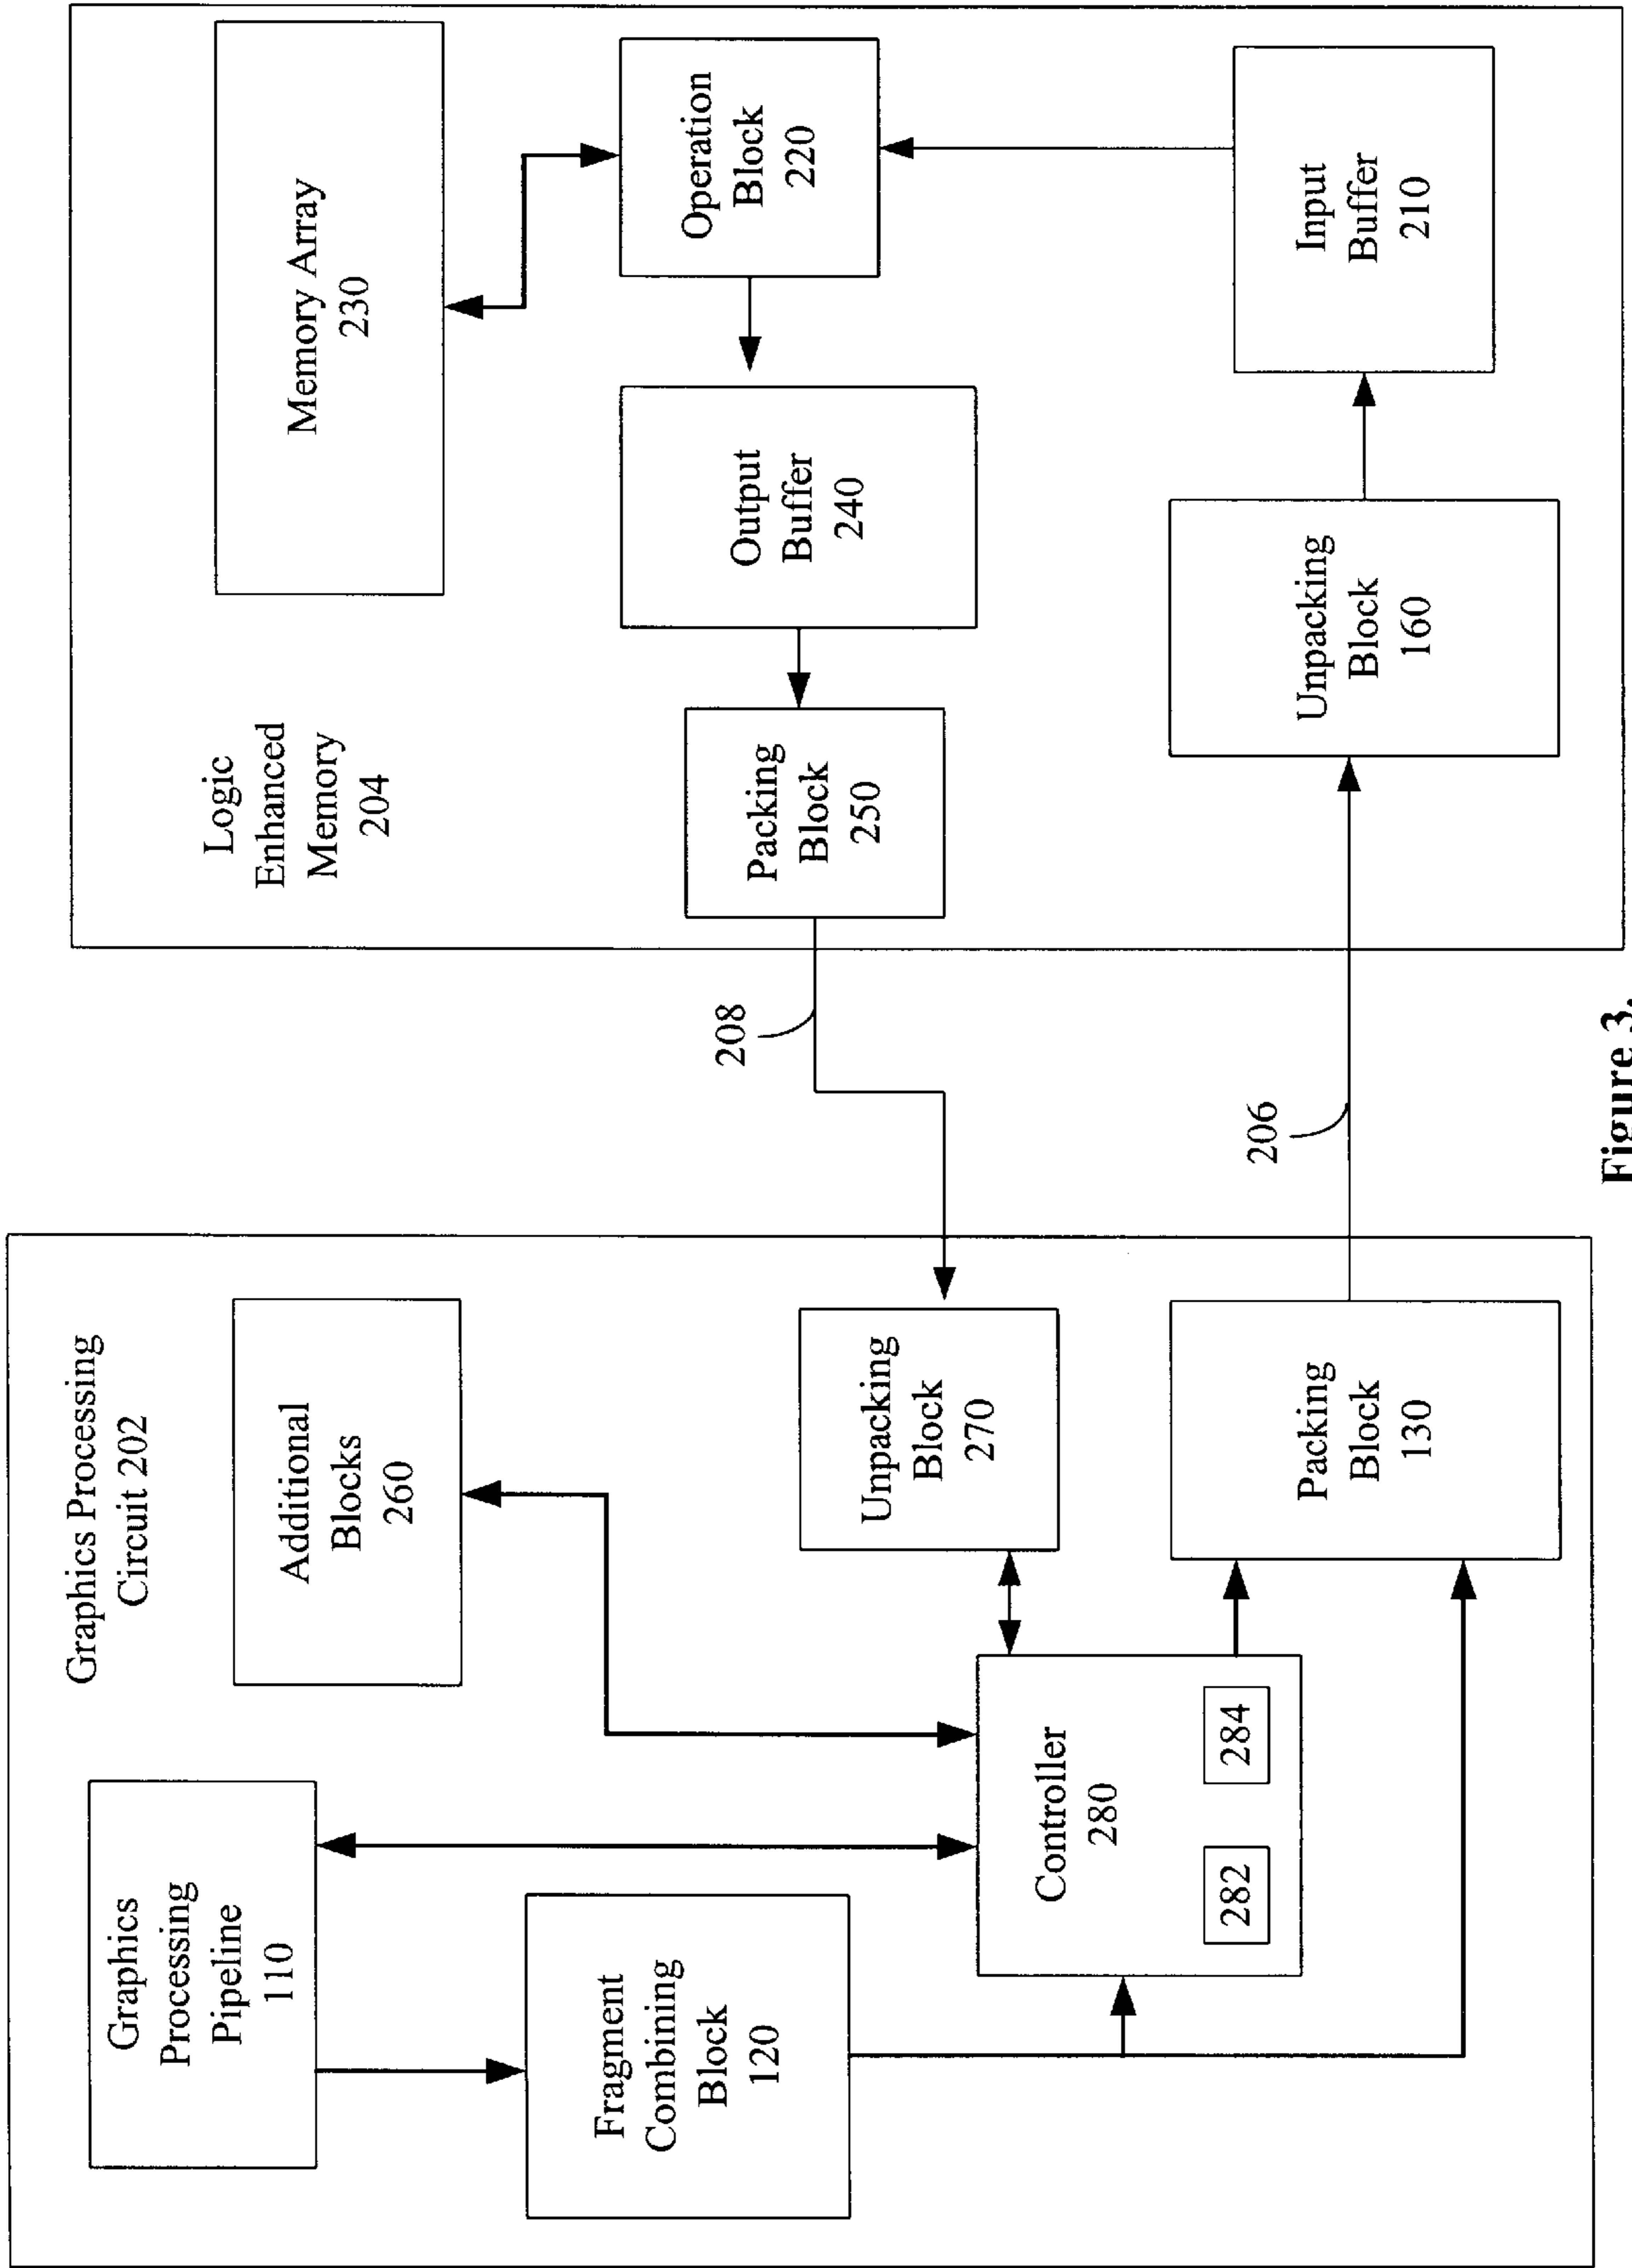 Graphics Processing
Circuit 202
Graphics
Processing
Pipeline
110
Additional
Blocks
260
Fragment
Combining
Block
120
Controller
280
282
284
Unpacking
Block
270
Packing
Block
130
208
206
Logic
Enhanced
Memory
204
Memory Array
230
Packing
Block
250
Output
Buffer
240
Operation
Block
220
Unpacking
Block
160
Input
Buffer
210
Figure 3.